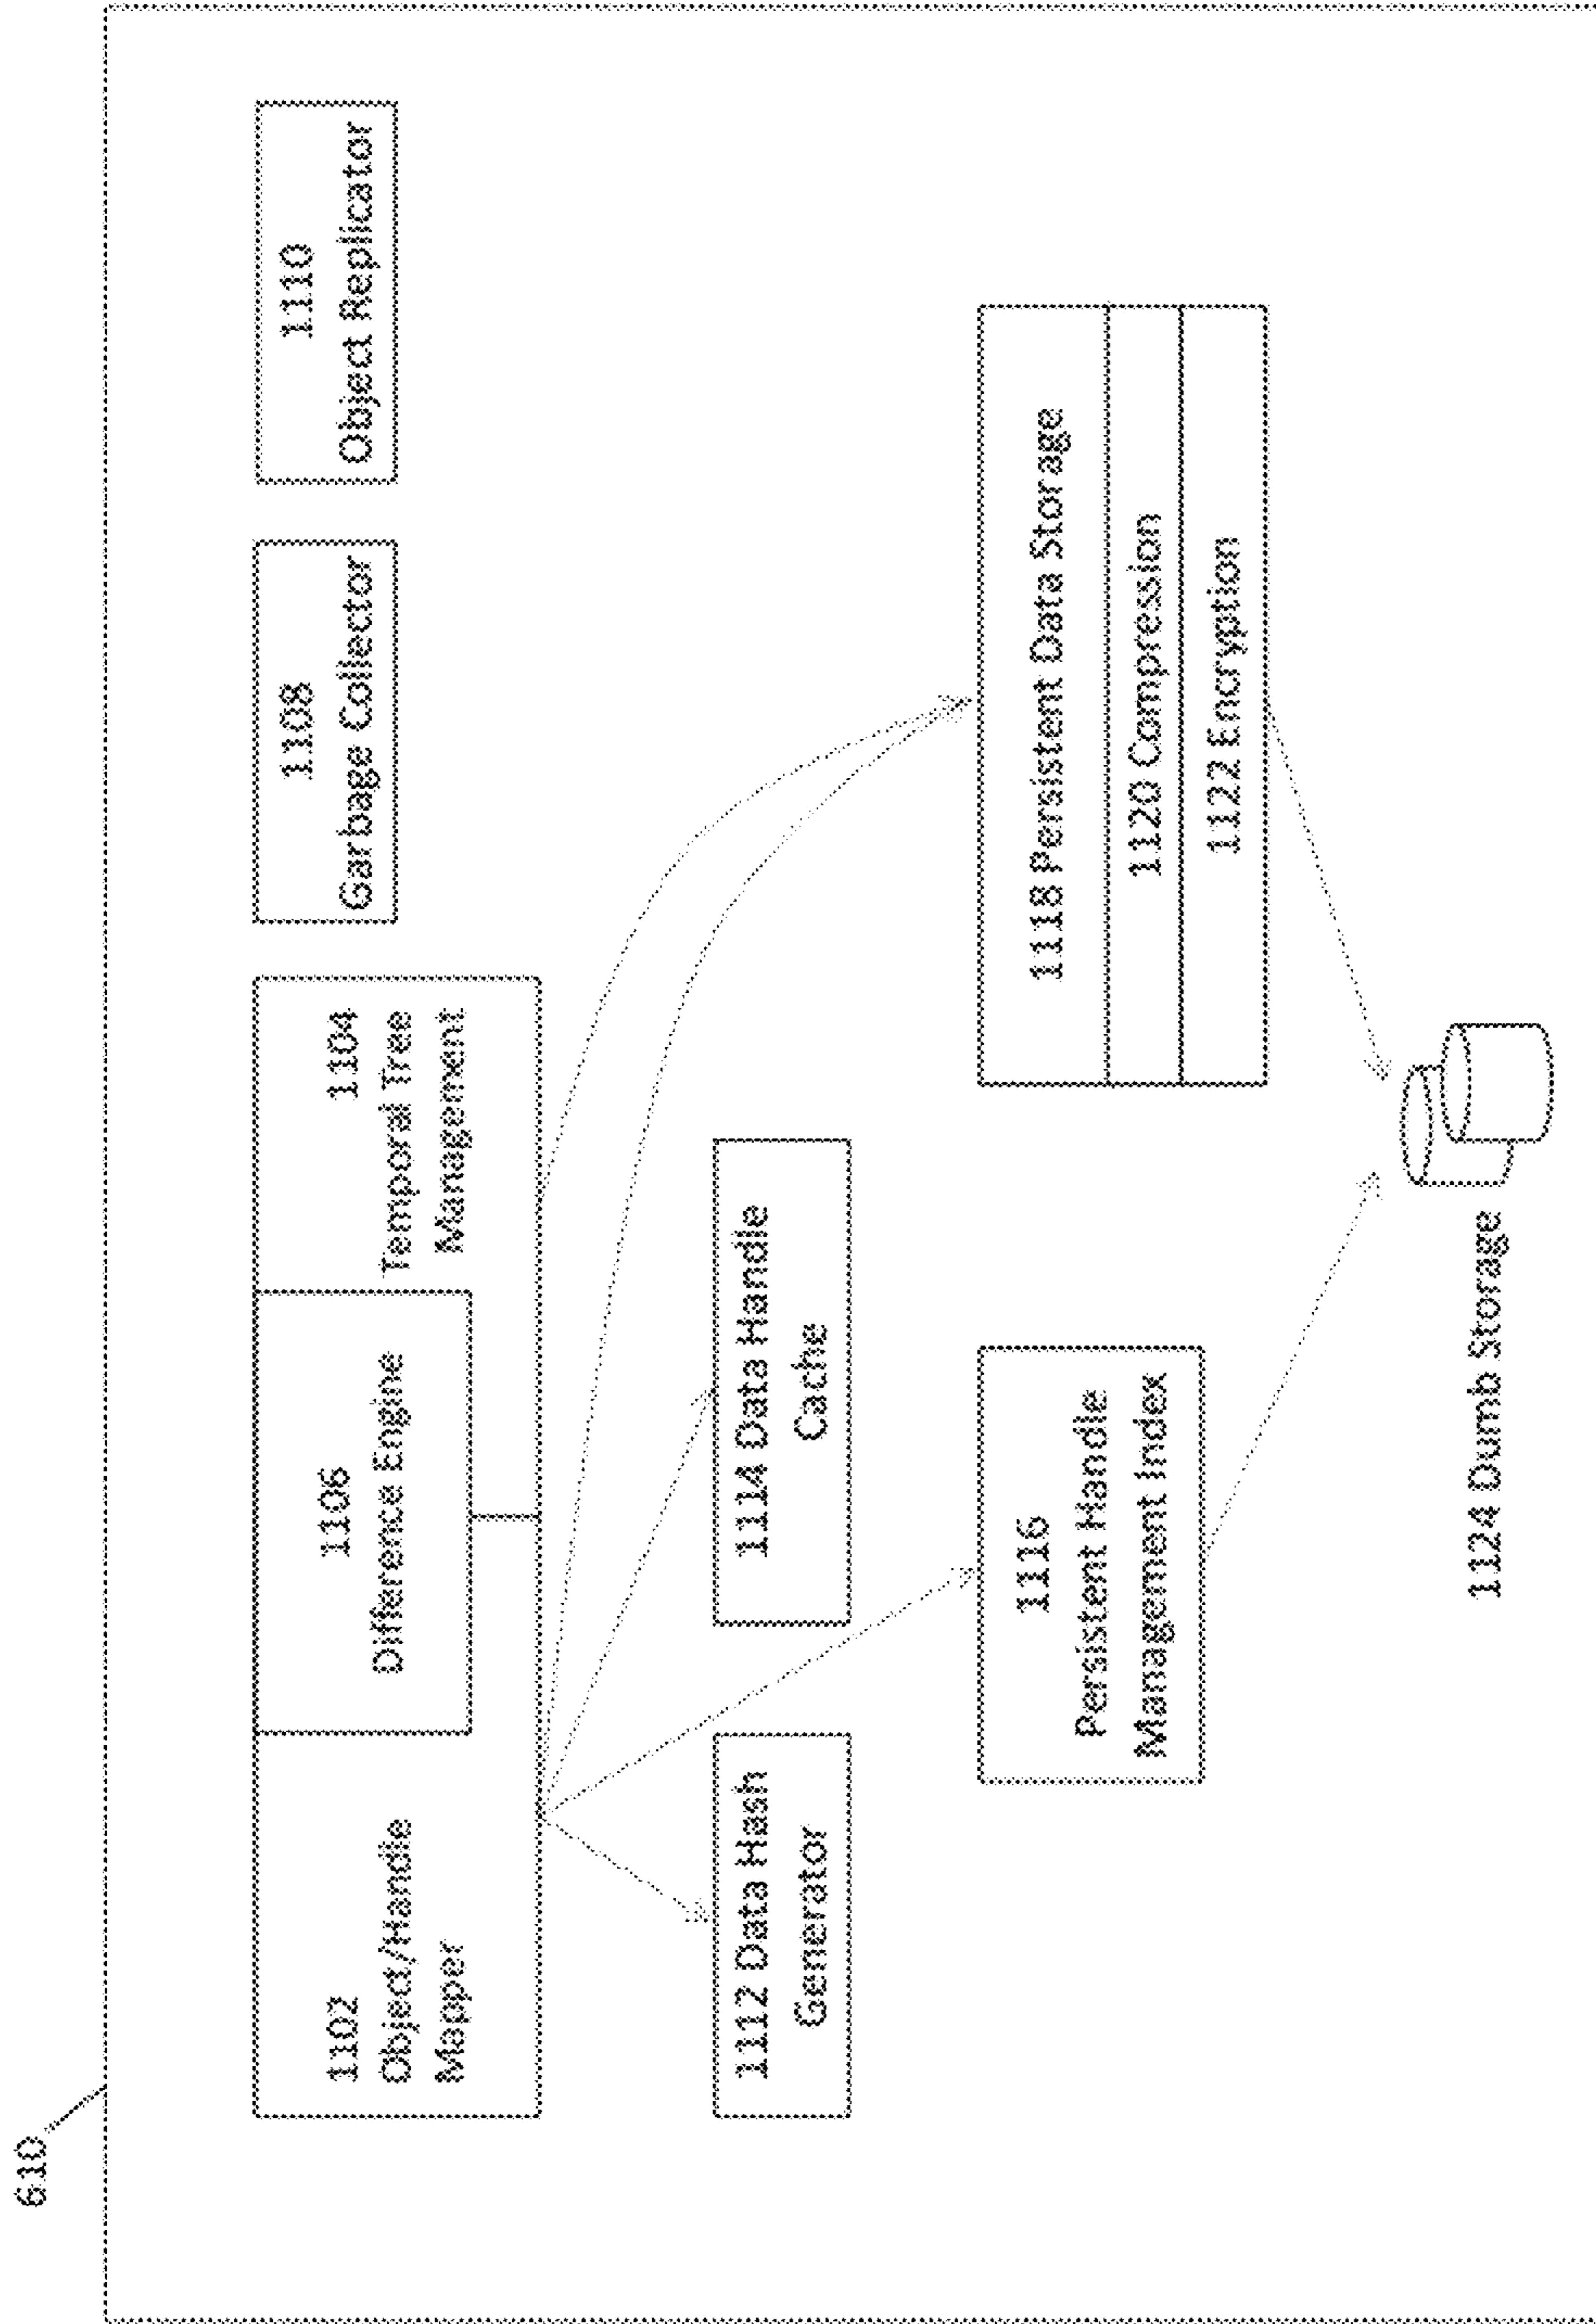 610
1102
Object/Handle
Mapper
1106
Difference Engine
1104
Temporal Tree
Management
1108
Garbage Collector
1110
Object Replicator
1112 Data Hash
Generator
1114 Data Handle
Cache
1116
Persistent Handle
Management Index
1118 Persistent Data Storage
1120 Compression
1122 Encryption
1124 Dumb Storage